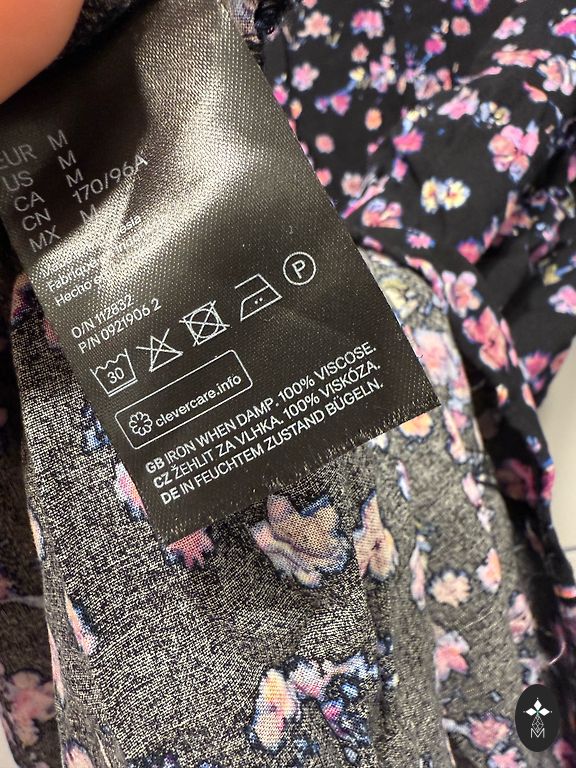 EUR M
US M
CA M
CN 170/96A
MX M
Hecho
O/N 112832
P/N 0921906 2
30
P
clevercare.info
GB IRON WHEN DAMP. 100% VISCOSE.
CZ ŽEHLIT ZA VLHKA. 100% VISKÓZA.
DE IN FEUCHTEM ZUSTAND BÜGELN.